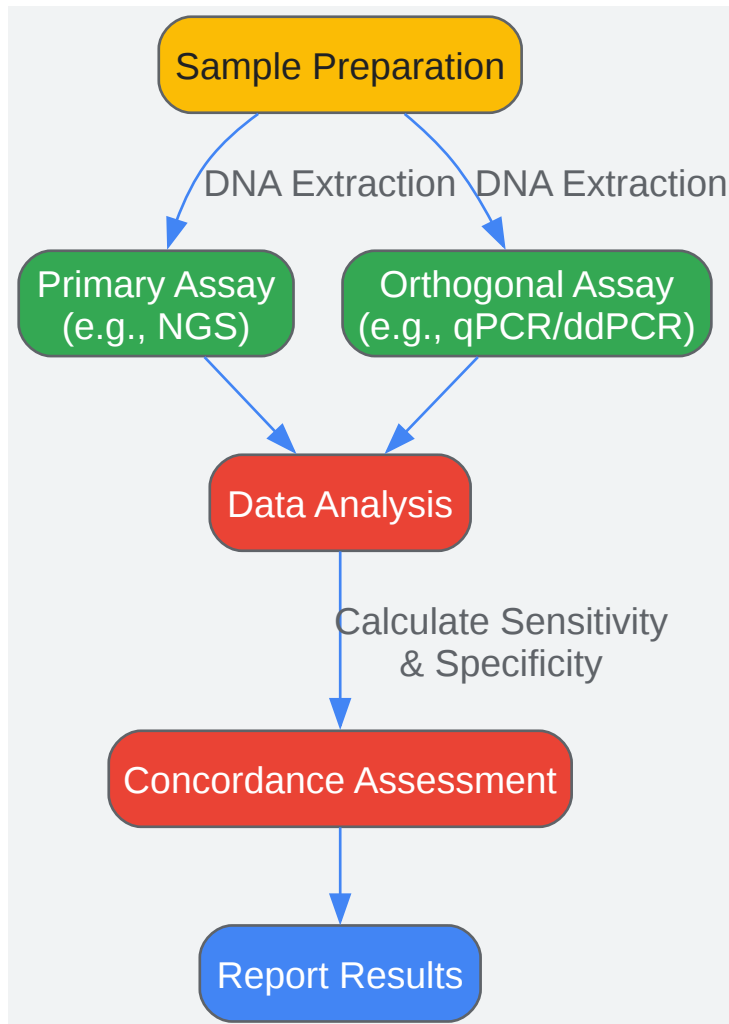 Sample Preparation
DNA Extraction
DNA Extraction
Primary Assay
(e.g., NGS)
Orthogonal Assay
(e.g., qPCR/ddPCR)
Data Analysis
Calculate Sensitivity
& Specificity
Concordance Assessment
Report Results